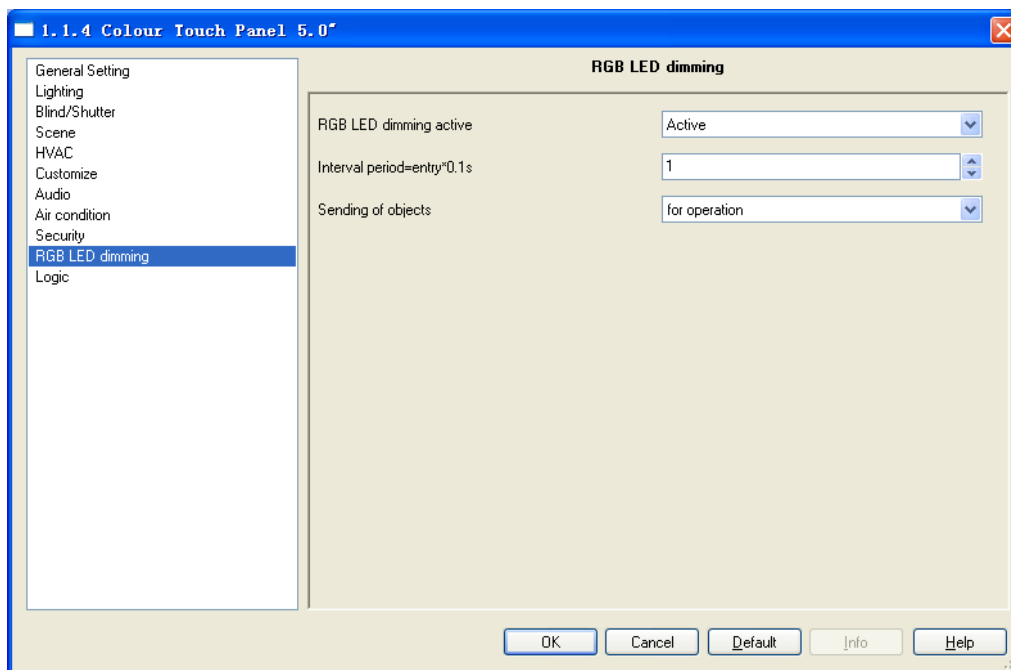 1.1.4 Colour Touch Panel 5.0"
General Setting
Lighting
Blind/Shutter
Scene
HVAC
Customize
Audio
Air condition
Security
RGB LED dimming
Logic
RGB LED dimming
RGB LED dimming active Active
Interval period=entry*0.1s 1
Sending of objects for operation
OK Cancel Default Info Help